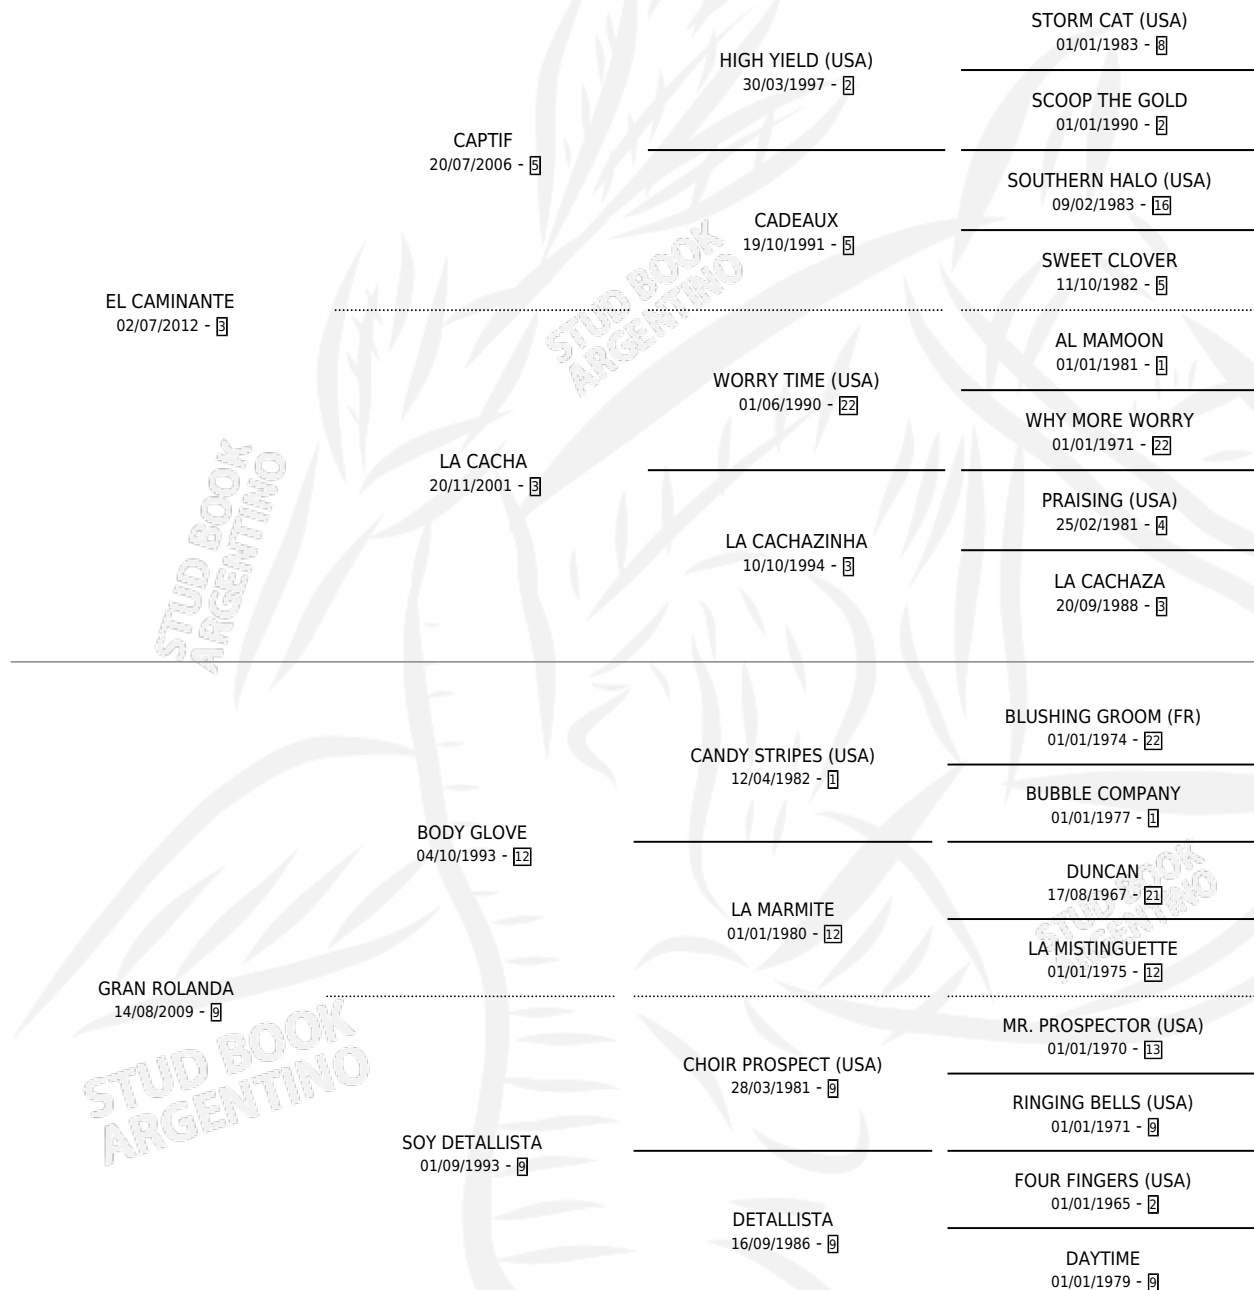 STORM CAT (USA)
01/01/1983 - 8
HIGH YIELD (USA)
30/03/1997 - 2
SCOOP THE GOLD
01/01/1990 - 2
CAPTIF
20/07/2006 - 5
SOUTHERN HALO (USA)
09/02/1983 - 16
CADEAUX
19/10/1991 - 5
SWEET CLOVER
11/10/1982 - 5
EL CAMINANTE
02/07/2012 - 3
AL MAMOON
01/01/1981 - 1
WORRY TIME (USA)
01/06/1990 - 22
WHY MORE WORRY
01/01/1971 - 22
LA CACHA
20/11/2001 - 3
PRAISING (USA)
25/02/1981 - 4
LA CACHAZINHA
10/10/1994 - 3
LA CACHAZA
20/09/1988 - 3
BLUSHING GROOM (FR)
01/01/1974 - 22
CANDY STRIPES (USA)
12/04/1982 - 1
BUBBLE COMPANY
01/01/1977 - 1
BODY GLOVE
04/10/1993 - 12
DUNCAN
17/08/1967 - 21
LA MARMITE
01/01/1980 - 12
LA MISTINGUETTE
01/01/1975 - 12
GRAN ROLANDA
14/08/2009 - 9
MR. PROSPECTOR (USA)
01/01/1970 - 13
CHOIR PROSPECT (USA)
28/03/1981 - 9
RINGING BELLS (USA)
01/01/1971 - 9
SOY DETALLISTA
01/09/1993 - 9
FOUR FINGERS (USA)
01/01/1965 - 2
DETALLISTA
16/09/1986 - 9
DAYTIME
01/01/1979 - 9
STUD BOOK
ARGENTINO
STUD BOOK
ARGENTINO
STUD BOOK
ARGENTINO
STUD BOOK
ARGENTINO